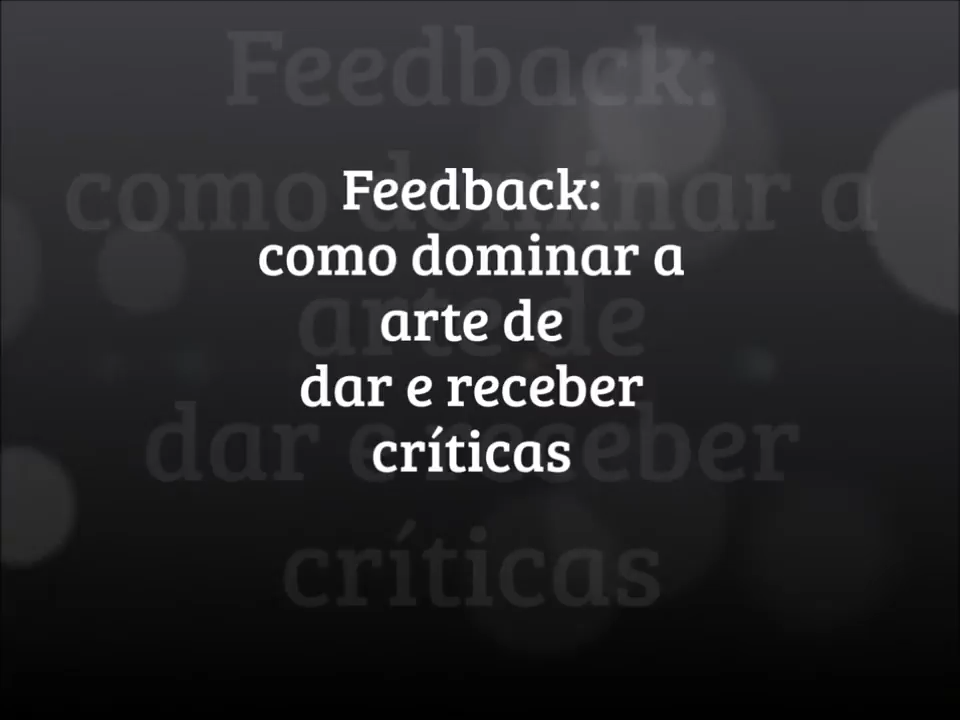 Feedback:
como dominar a
arte de
dar e receber
críticas